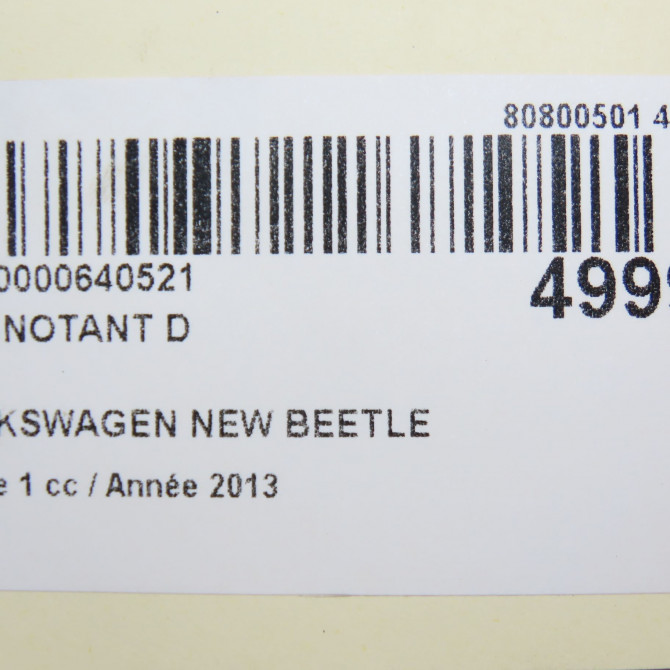 80800501 4
0000640521
4999
NOTANT D
KSWAGEN NEW BEETLE
e 1 cc / Année 2013